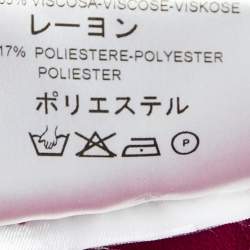 VISCOSA-VISCOSE-VISKOSE
レーヨン
17% POLIESTERE-POLYESTER
POLIESTER
ポリエステル
P